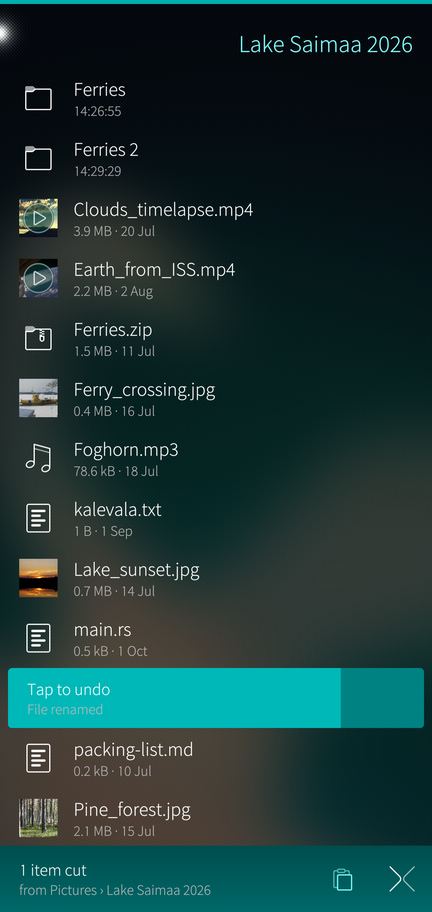 Lake Saimaa 2026
Ferries
14:26:55
Ferries 2
14:29:29
Clouds_timelapse.mp4
3.9 MB · 20 Jul
Earth_from_ISS.mp4
2.2 MB · 2 Aug
Ferries.zip
1.5 MB · 11 Jul
Ferry_crossing.jpg
0.4 MB · 16 Jul
Foghorn.mp3
78.6 kB · 18 Jul
kalevala.txt
1 B · 1 Sep
Lake_sunset.jpg
0.7 MB · 14 Jul
main.rs
0.5 kB · 1 Oct
Tap to undo
File renamed
packing-list.md
0.2 kB · 10 Jul
Pine_forest.jpg
2.1 MB · 15 Jul
1 item cut
from Pictures › Lake Saimaa 2026